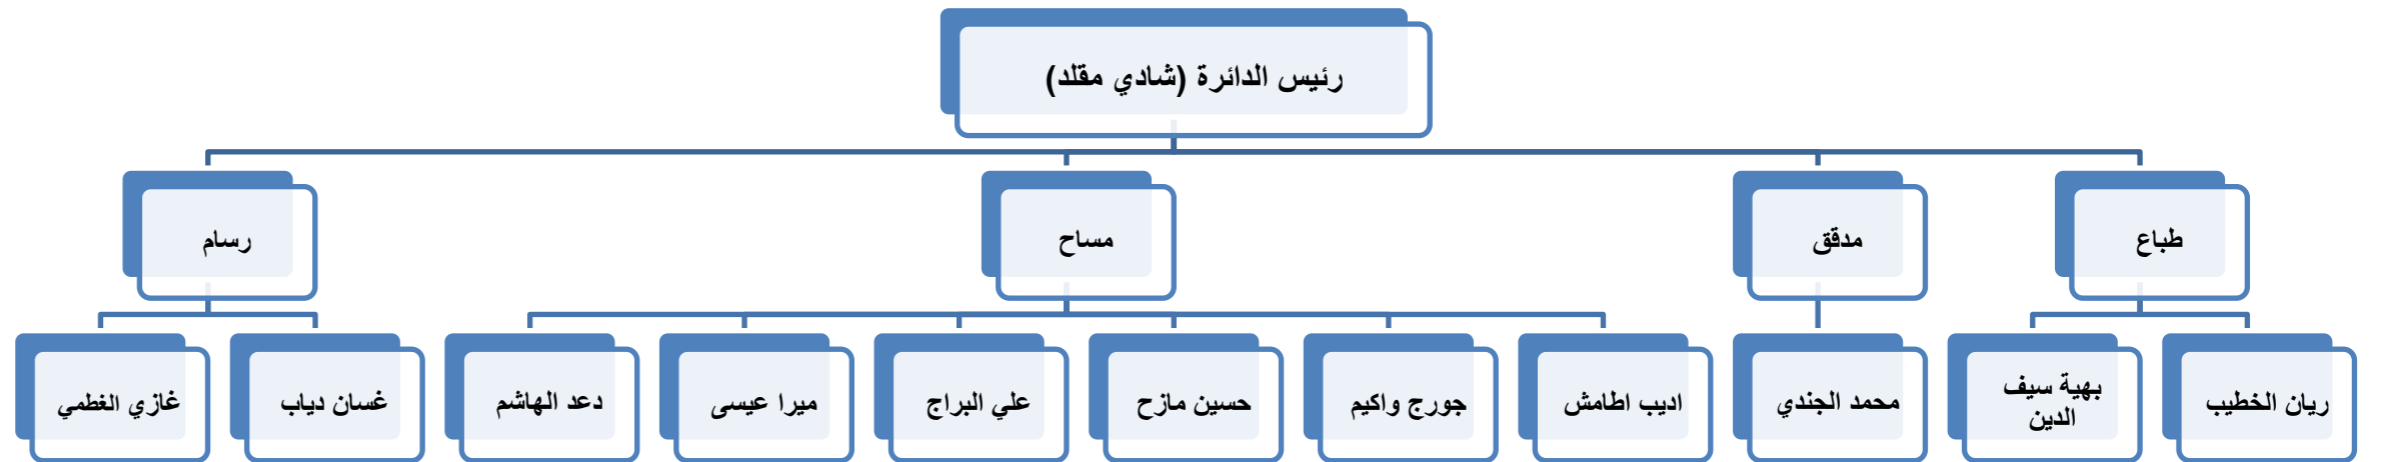 رئيس الدائرة (شادي مقلد)
طباع
مدقق
مساح
رسام
ريان الخطيب
بهية سيف
الدين
محمد الجندي
اديب اطامش
جورج واكيم
حسين مازح
علي البراج
ميرا عيسى
دعد الهاشم
غسان دياب
غازي الغطمي